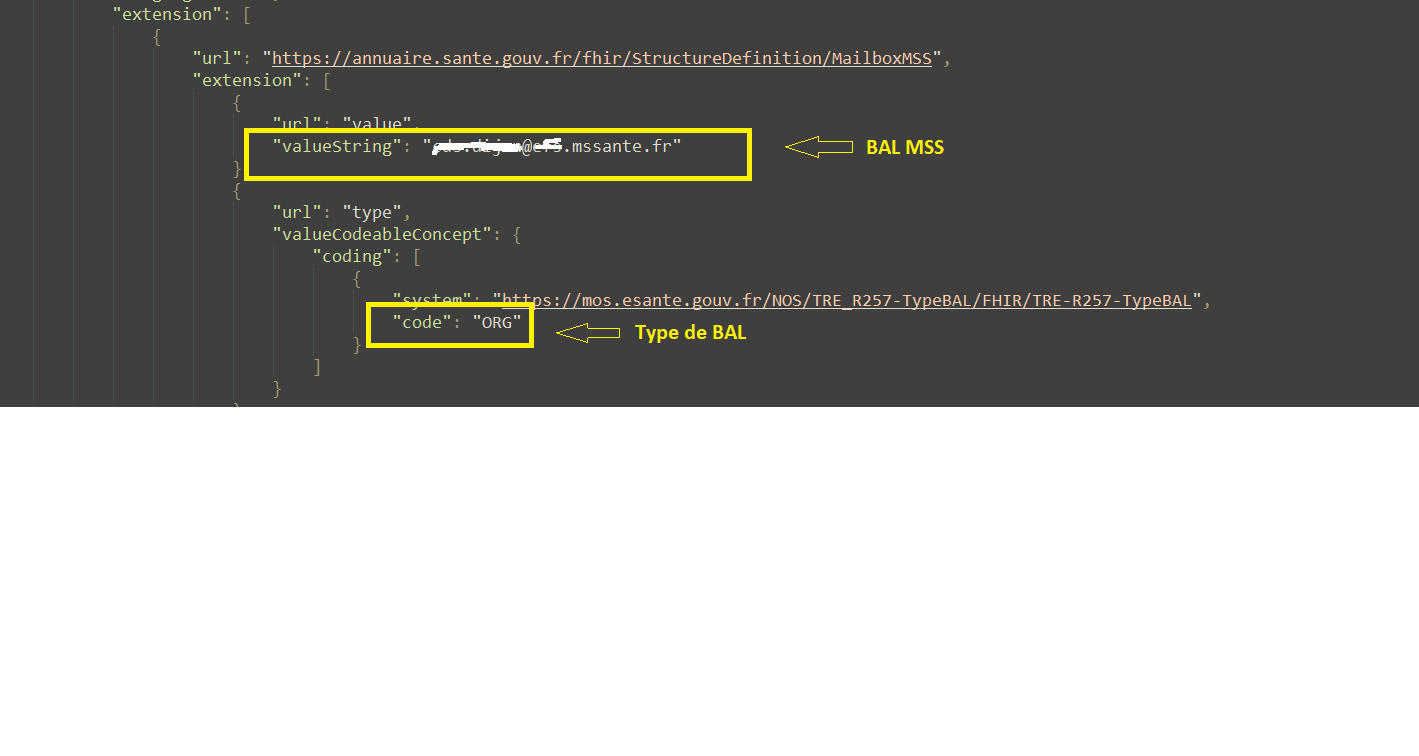 "extension": [
{
"url": "https://annuaire.sante.gouv.fr/fhir/StructureDefinition/MailboxMSS",
"extension": [
{
"url": "value",
"valueString": " @ .mssante.fr"
BAL MSS
}
{
"url": "type",
"valueCodeableConcept": {
"coding": [
{
"system": "https://mos.esante.gouv.fr/NOS/TRE_R257-TypeBAL/FHIR/TRE-R257-TypeBAL",
"code": "ORG"
Type de BAL
}
]
}